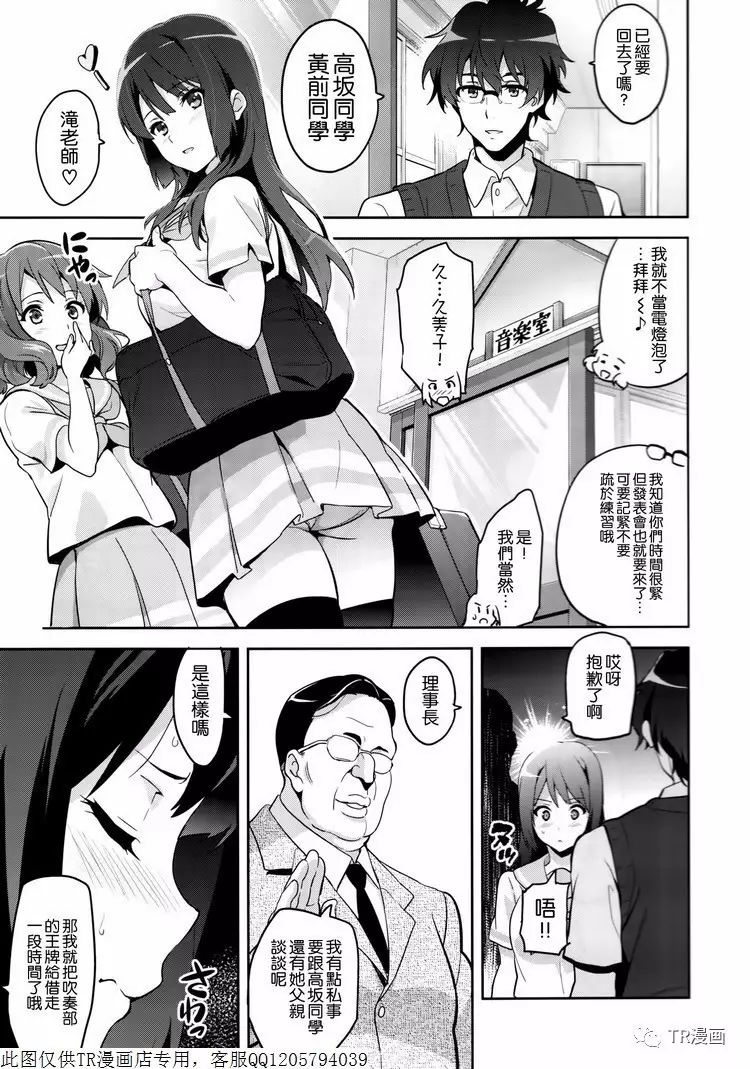 已經要
回去了嗎？
高坂同學
黃前同學
滝老師♡
にやっ
我就不當電燈泡了
…拜拜～♪
久…久美子！
音楽室
我知道你們時間很緊
但發表會也就要來了…
可要記緊不要
疏於練習哦
是！
我們當然…
哎呀
抱歉了啊
唔!!
ヌッ
理事長
我有點私事
要跟高坂同學
還有她父親
談談呢
是這樣嗎
那我就把吹奏部
的王牌給借走
一段時間了哦
さわっ
TR漫画
此图仅供TR漫画店专用，客服QQ1205794039